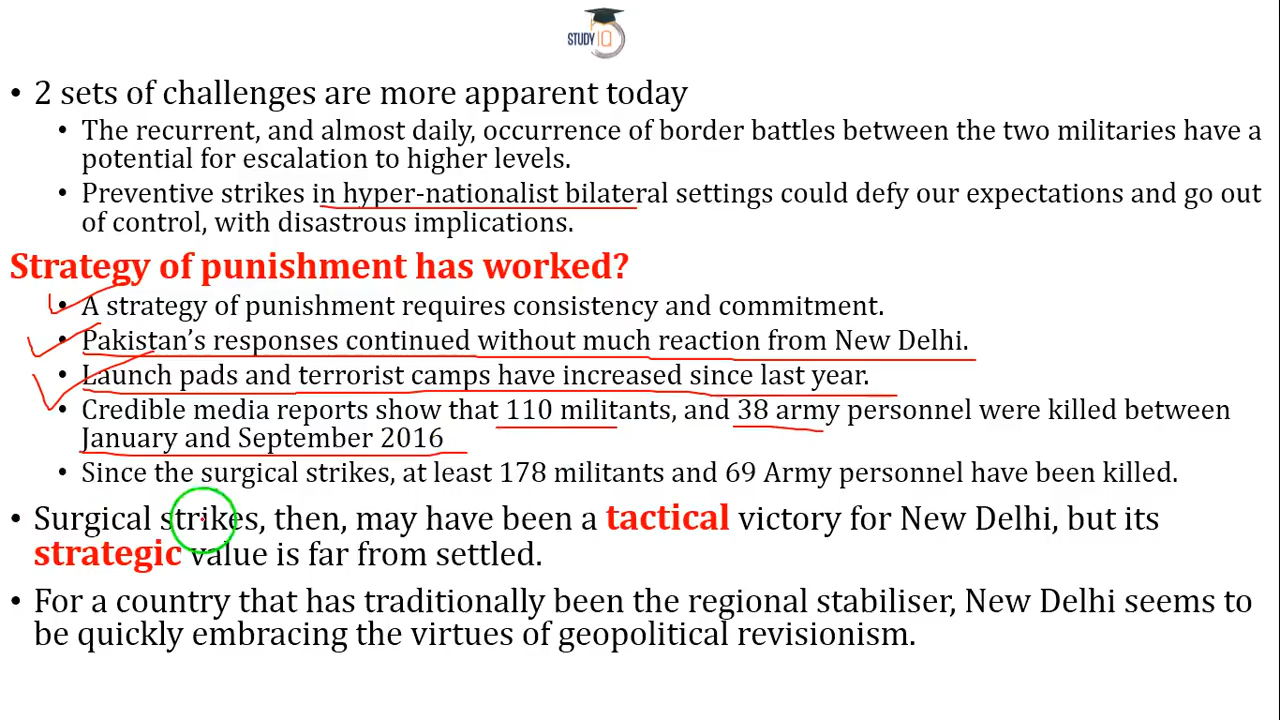 STUDY IQ
• 2 sets of challenges are more apparent today
• The recurrent, and almost daily, occurrence of border battles between the two militaries have a
potential for escalation to higher levels.
• Preventive strikes in hyper-nationalist bilateral settings could defy our expectations and go out
of control, with disastrous implications.
Strategy of punishment has worked?
• A strategy of punishment requires consistency and commitment.
• Pakistan’s responses continued without much reaction from New Delhi.
• Launch pads and terrorist camps have increased since last year.
• Credible media reports show that 110 militants, and 38 army personnel were killed between
January and September 2016
• Since the surgical strikes, at least 178 militants and 69 Army personnel have been killed.
• Surgical strikes, then, may have been a tactical victory for New Delhi, but its
strategic value is far from settled.
• For a country that has traditionally been the regional stabiliser, New Delhi seems to
be quickly embracing the virtues of geopolitical revisionism.